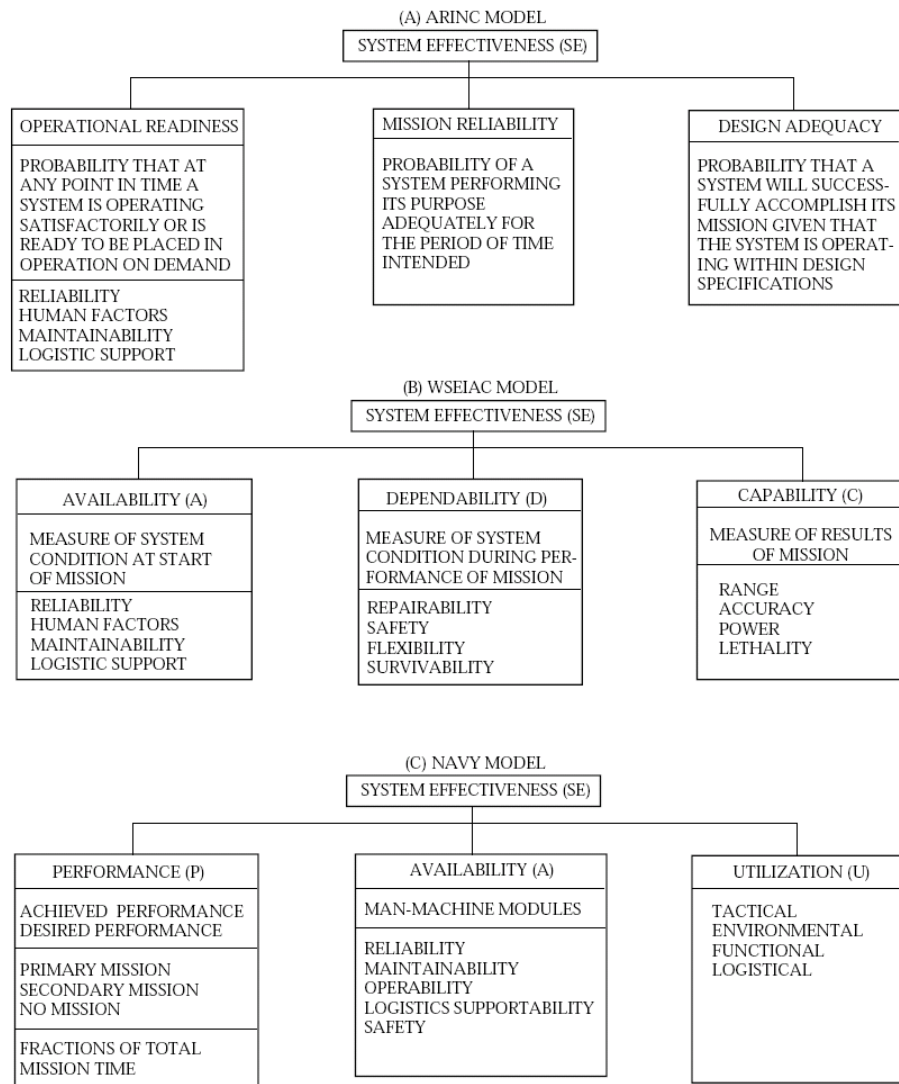 (A) ARINC MODEL
SYSTEM EFFECTIVENESS (SE)
OPERATIONAL READINESS
PROBABILITY THAT AT
ANY POINT IN TIME A
SYSTEM IS OPERATING
SATISFACTORILY OR IS
READY TO BE PLACED IN
OPERATION ON DEMAND
RELIABILITY
HUMAN FACTORS
MAINTAINABILITY
LOGISTIC SUPPORT
MISSION RELIABILITY
PROBABILITY OF A
SYSTEM PERFORMING
ITS PURPOSE
ADEQUATELY FOR
THE PERIOD OF TIME
INTENDED
DESIGN ADEQUACY
PROBABILITY THAT A
SYSTEM WILL SUCCESS-
FULLY ACCOMPLISH ITS
MISSION GIVEN THAT
THE SYSTEM IS OPERAT-
ING WITHIN DESIGN
SPECIFICATIONS
(B) WSEIAC MODEL
SYSTEM EFFECTIVENESS (SE)
AVAILABILITY (A)
MEASURE OF SYSTEM
CONDITION AT START
OF MISSION
RELIABILITY
HUMAN FACTORS
MAINTAINABILITY
LOGISTIC SUPPORT
DEPENDABILITY (D)
MEASURE OF SYSTEM
CONDITION DURING PER-
FORMANCE OF MISSION
REPAIRABILITY
SAFETY
FLEXIBILITY
SURVIVABILITY
CAPABILITY (C)
MEASURE OF RESULTS
OF MISSION
RANGE
ACCURACY
POWER
LETHALITY
(C) NAVY MODEL
SYSTEM EFFECTIVENESS (SE)
PERFORMANCE (P)
ACHIEVED PERFORMANCE
DESIRED PERFORMANCE
PRIMARY MISSION
SECONDARY MISSION
NO MISSION
FRACTIONS OF TOTAL
MISSION TIME
AVAILABILITY (A)
MAN-MACHINE MODULES
RELIABILITY
MAINTAINABILITY
OPERABILITY
LOGISTICS SUPPORTABILITY
SAFETY
UTILIZATION (U)
TACTICAL
ENVIRONMENTAL
FUNCTIONAL
LOGISTICAL